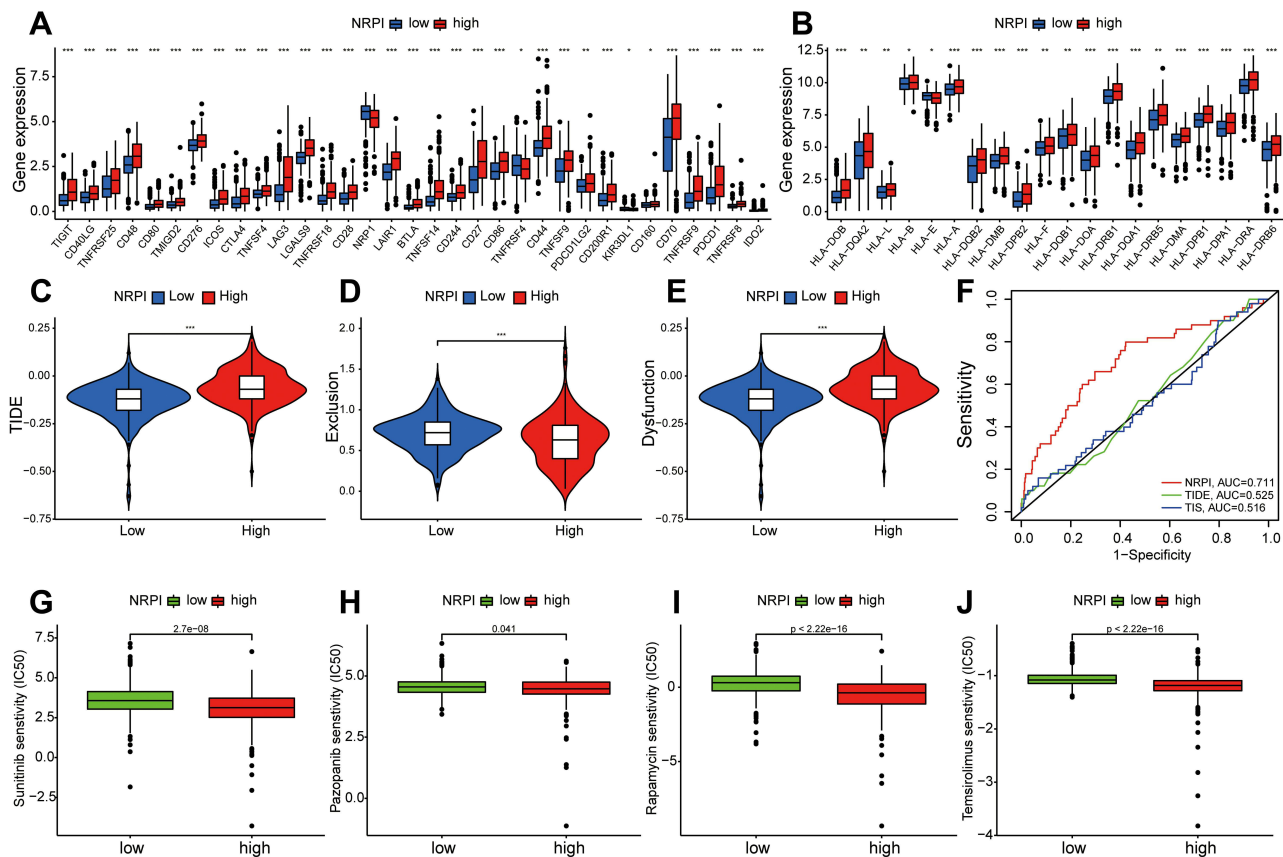 A
NRPI low high
B
NRPI low high
Gene expression
7.5
5.0
2.5
0.0
*** *** *** *** *** *** *** *** *** *** *** *** *** *** *** *** *** *** *** *** *** * *** *** ** *** * * *** *** *** *** ***
TIGIT
CD40LG
TNFRSF25
CD48
CD80
TMIGD2
CD276
ICOS
CTLA4
TNFSF4
LAG3
LGALS9
TNFRSF18
CD28
NRP1
LAIR1
BTLA
TNFSF14
CD244
CD27
CD86
TNFRSF4
CD44
TNFSF9
PDCD1LG2
CD200R1
KIR3DL1
CD160
CD70
TNFRSF9
PDCD1
TNFRSF8
IDO2
Gene expression
12.5
10.0
7.5
5.0
2.5
0.0
*** *** ** * * *** *** *** *** ** ** *** *** *** ** *** *** *** *** ***
HLA-DOB
HLA-DQA2
HLA-L
HLA-B
HLA-E
HLA-A
HLA-DQB2
HLA-DMB
HLA-DPB2
HLA-F
HLA-DQB1
HLA-DOA
HLA-DRB1
HLA-DQA1
HLA-DRB5
HLA-DMA
HLA-DPB1
HLA-DPA1
HLA-DRA
HLA-DRB6
C
NRPI Low High
TIDE
0.25
0.00
−0.25
−0.50
−0.75
***
Low High
D
NRPI Low High
Exclusion
2.0
1.5
1.0
0.5
0.0
***
Low High
E
NRPI Low High
Dysfunction
0.25
0.00
−0.25
−0.50
−0.75
***
Low High
F
Sensitivity
1.0
0.8
0.6
0.4
0.2
0.0
NRPI, AUC=0.711
TIDE, AUC=0.525
TIS, AUC=0.516
0.0 0.2 0.4 0.6 0.8 1.0
1−Specificity
G
NRPI low high
Sunitinib senstivity (IC50)
7.5
5.0
2.5
0.0
−2.5
2.7e−08
low high
H
NRPI low high
Pazopanib senstivity (IC50)
5.0
2.5
0.0
0.041
low high
I
NRPI low high
Rapamycin senstivity (IC50)
0
−5
p < 2.22e−16
low high
J
NRPI low high
Temsirolimus senstivity (IC50)
−1
−2
−3
−4
p < 2.22e−16
low high